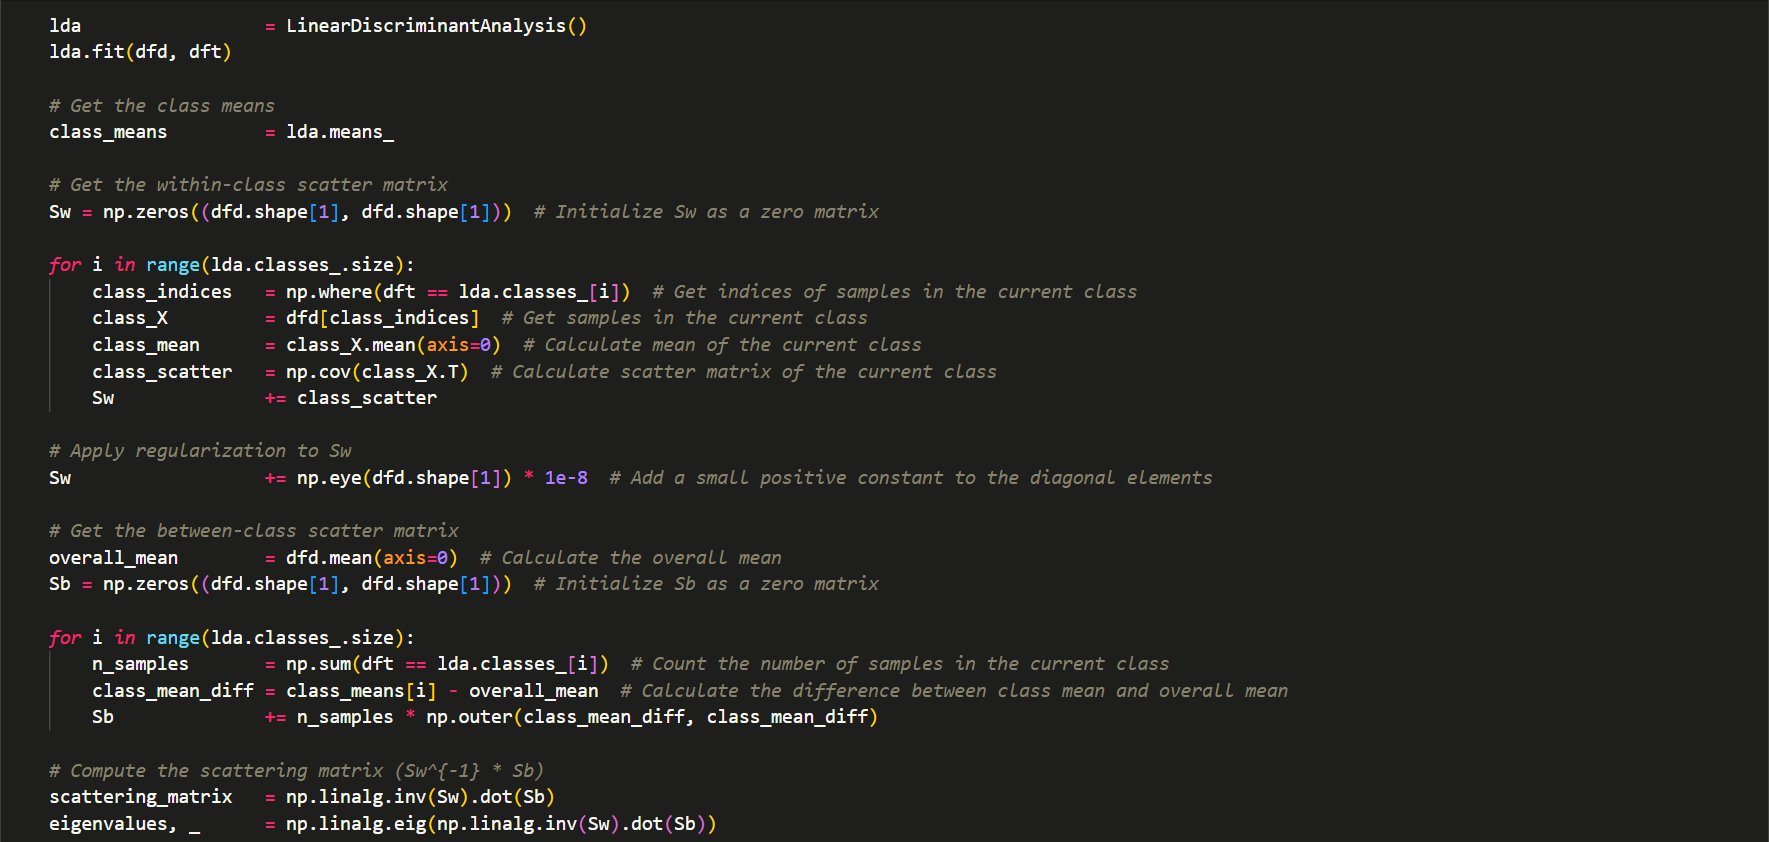 lda                 = LinearDiscriminantAnalysis()
lda.fit(dfd, dft)

# Get the class means
class_means         = lda.means_

# Get the within-class scatter matrix
Sw = np.zeros((dfd.shape[1], dfd.shape[1]))  # Initialize Sw as a zero matrix

for i in range(lda.classes_.size):
    class_indices   = np.where(dft == lda.classes_[i])  # Get indices of samples in the current class
    class_X         = dfd[class_indices]  # Get samples in the current class
    class_mean      = class_X.mean(axis=0)  # Calculate mean of the current class
    class_scatter   = np.cov(class_X.T)  # Calculate scatter matrix of the current class
    Sw              += class_scatter

# Apply regularization to Sw
Sw                  += np.eye(dfd.shape[1]) * 1e-8  # Add a small positive constant to the diagonal elements

# Get the between-class scatter matrix
overall_mean        = dfd.mean(axis=0)  # Calculate the overall mean
Sb = np.zeros((dfd.shape[1], dfd.shape[1]))  # Initialize Sb as a zero matrix

for i in range(lda.classes_.size):
    n_samples       = np.sum(dft == lda.classes_[i])  # Count the number of samples in the current class
    class_mean_diff = class_means[i] - overall_mean  # Calculate the difference between class mean and overall mean
    Sb              += n_samples * np.outer(class_mean_diff, class_mean_diff)

# Compute the scattering matrix (Sw^{-1} * Sb)
scattering_matrix   = np.linalg.inv(Sw).dot(Sb)
eigenvalues, _      = np.linalg.eig(np.linalg.inv(Sw).dot(Sb))